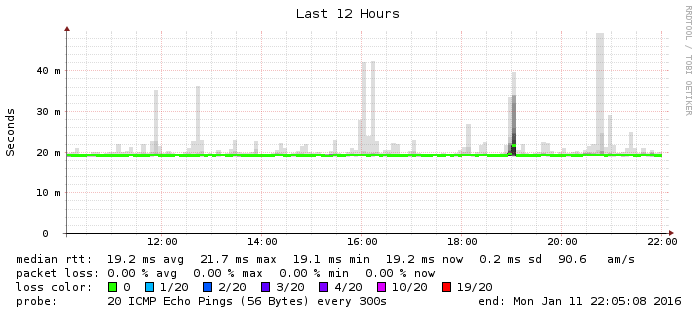 Last 12 Hours
RRDTOOL / TOBI OETIKER
Seconds
40 m
30 m
20 m
10 m
0
12:00 14:00 16:00 18:00 20:00 22:00
median rtt: 19.2 ms avg 21.7 ms max 19.1 ms min 19.2 ms now 0.2 ms sd 90.6 am/s
packet loss: 0.00 % avg 0.00 % max 0.00 % min 0.00 % now
loss color: 0 1/20 2/20 3/20 4/20 10/20 19/20
probe: 20 ICMP Echo Pings (56 Bytes) every 300s end: Mon Jan 11 22:05:08 2016